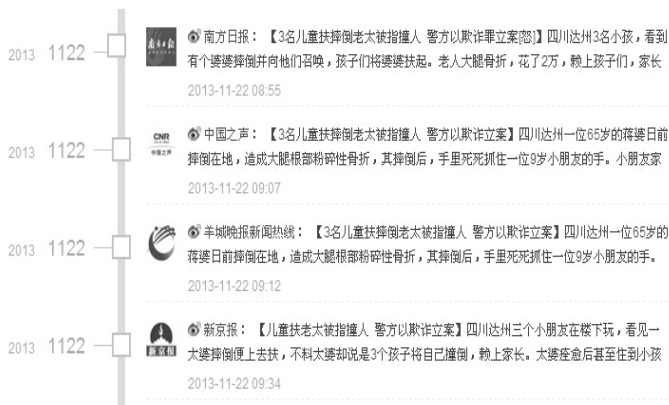 2013 1122
南方日报：【3名儿童扶摔倒老太被指撞人 警方以欺诈罪立案[怒]】四川达州3名小孩，看到
有个婆婆摔倒并向他们召唤，孩子们将婆婆扶起。老人大腿骨折，花了2万，赖上孩子们，家长
2013-11-22 08:55
2013 1122
CNR
中国之声
中国之声：【3名儿童扶摔倒老太被指撞人 警方以欺诈立案】四川达州一位65岁的蒋婆日前
摔倒在地，造成大腿根部粉碎性骨折，其摔倒后，手里死死抓住一位9岁小朋友的手。小朋友家
2013-11-22 09:07
2013 1122
羊城晚报新闻热线：【3名儿童扶摔倒老太被指撞人 警方以欺诈立案】四川达州一位65岁的
蒋婆日前摔倒在地，造成大腿根部粉碎性骨折，其摔倒后，手里死死抓住一位9岁小朋友的手。
2013-11-22 09:12
2013 1122
新京报
新京报：【儿童扶老太被指撞人 警方以欺诈立案】四川达州三个小朋友在楼下玩，看见一
太婆摔倒便上去扶，不料太婆却说是3个孩子将自己撞倒，赖上家长。太婆痊愈后甚至住到小孩
2013-11-22 09:34